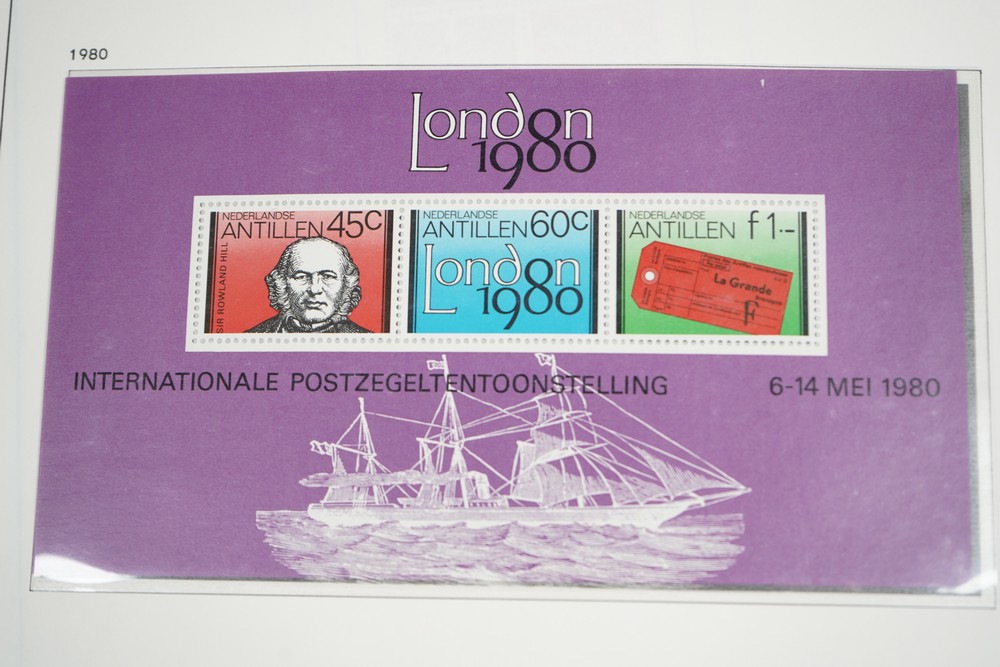 1980
London
1980
NEDERLANDSE
ANTILLEN 45c
SIR ROWLAND HILL
NEDERLANDSE
ANTILLEN 60c
London
1980
NEDERLANDSE
ANTILLEN f 1.-
La Grande
Bretagne
F
INTERNATIONALE POSTZEGELTENTOONSTELLING 6-14 MEI 1980